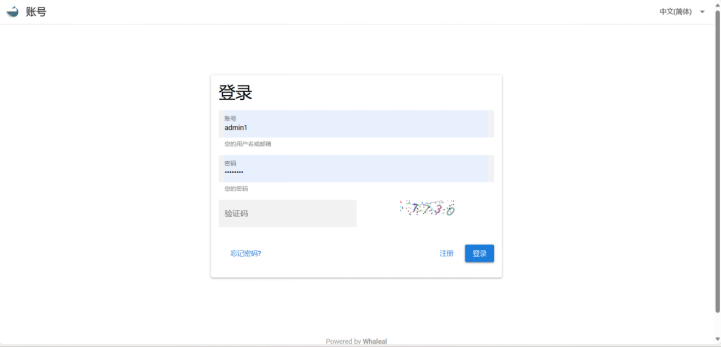 账号
中文(简体)
登录
账号
admin1
您的用户名或邮箱
密码
••••••••
您的密码
验证码
忘记密码?
注册
登录
Powered by Whaleal